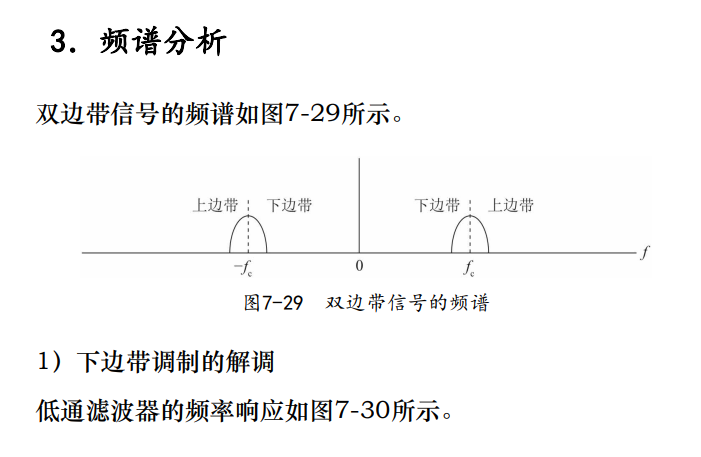 3. 频谱分析
双边带信号的频谱如图7-29所示。
上边带 下边带 下边带 上边带
−fc 0 fc f
图7-29 双边带信号的频谱
1）下边带调制的解调
低通滤波器的频率响应如图7-30所示。